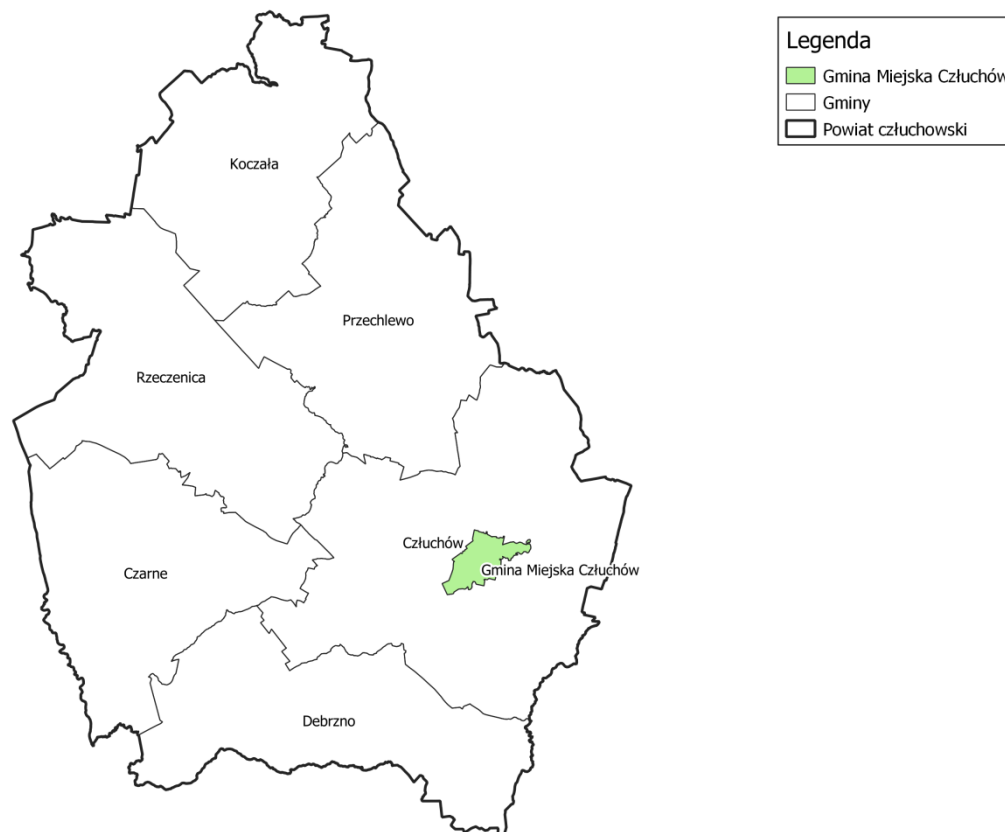 Legenda
Gmina Miejska Człuchów
Gminy
Powiat człuchowski
Koczała
Przechlewo
Rzeczenica
Człuchów
Gmina Miejska Człuchów
Czarne
Debrzno